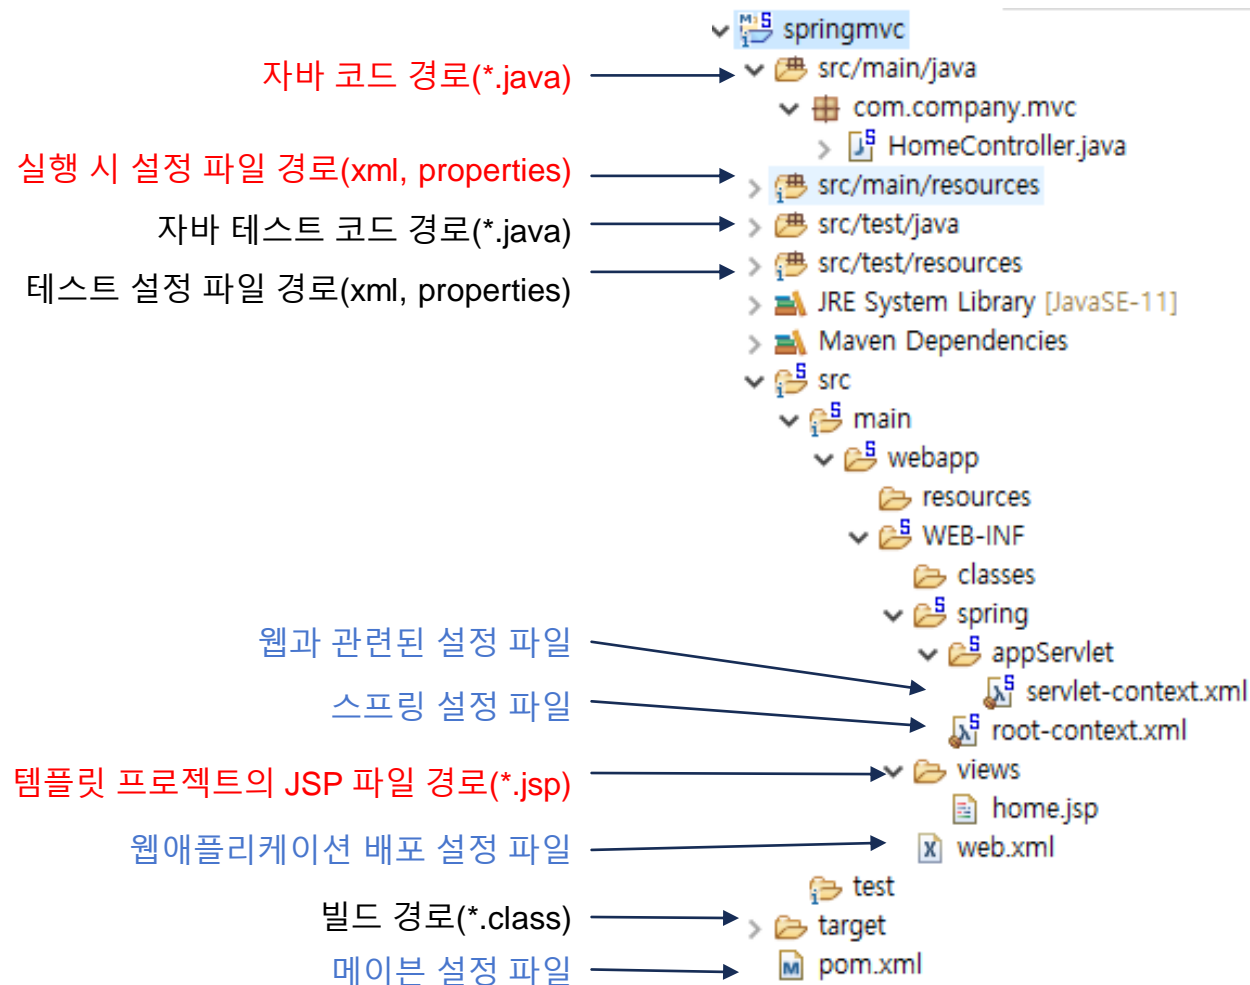 springmvc
자바 코드 경로(*.java)
src/main/java
com.company.mvc
HomeController.java
실행 시 설정 파일 경로(xml, properties)
src/main/resources
자바 테스트 코드 경로(*.java)
src/test/java
테스트 설정 파일 경로(xml, properties)
src/test/resources
JRE System Library [JavaSE-11]
Maven Dependencies
src
main
webapp
resources
WEB-INF
classes
spring
웹과 관련된 설정 파일
appServlet
servlet-context.xml
스프링 설정 파일
root-context.xml
템플릿 프로젝트의 JSP 파일 경로(*.jsp)
views
home.jsp
웹애플리케이션 배포 설정 파일
web.xml
test
빌드 경로(*.class)
target
메이븐 설정 파일
pom.xml